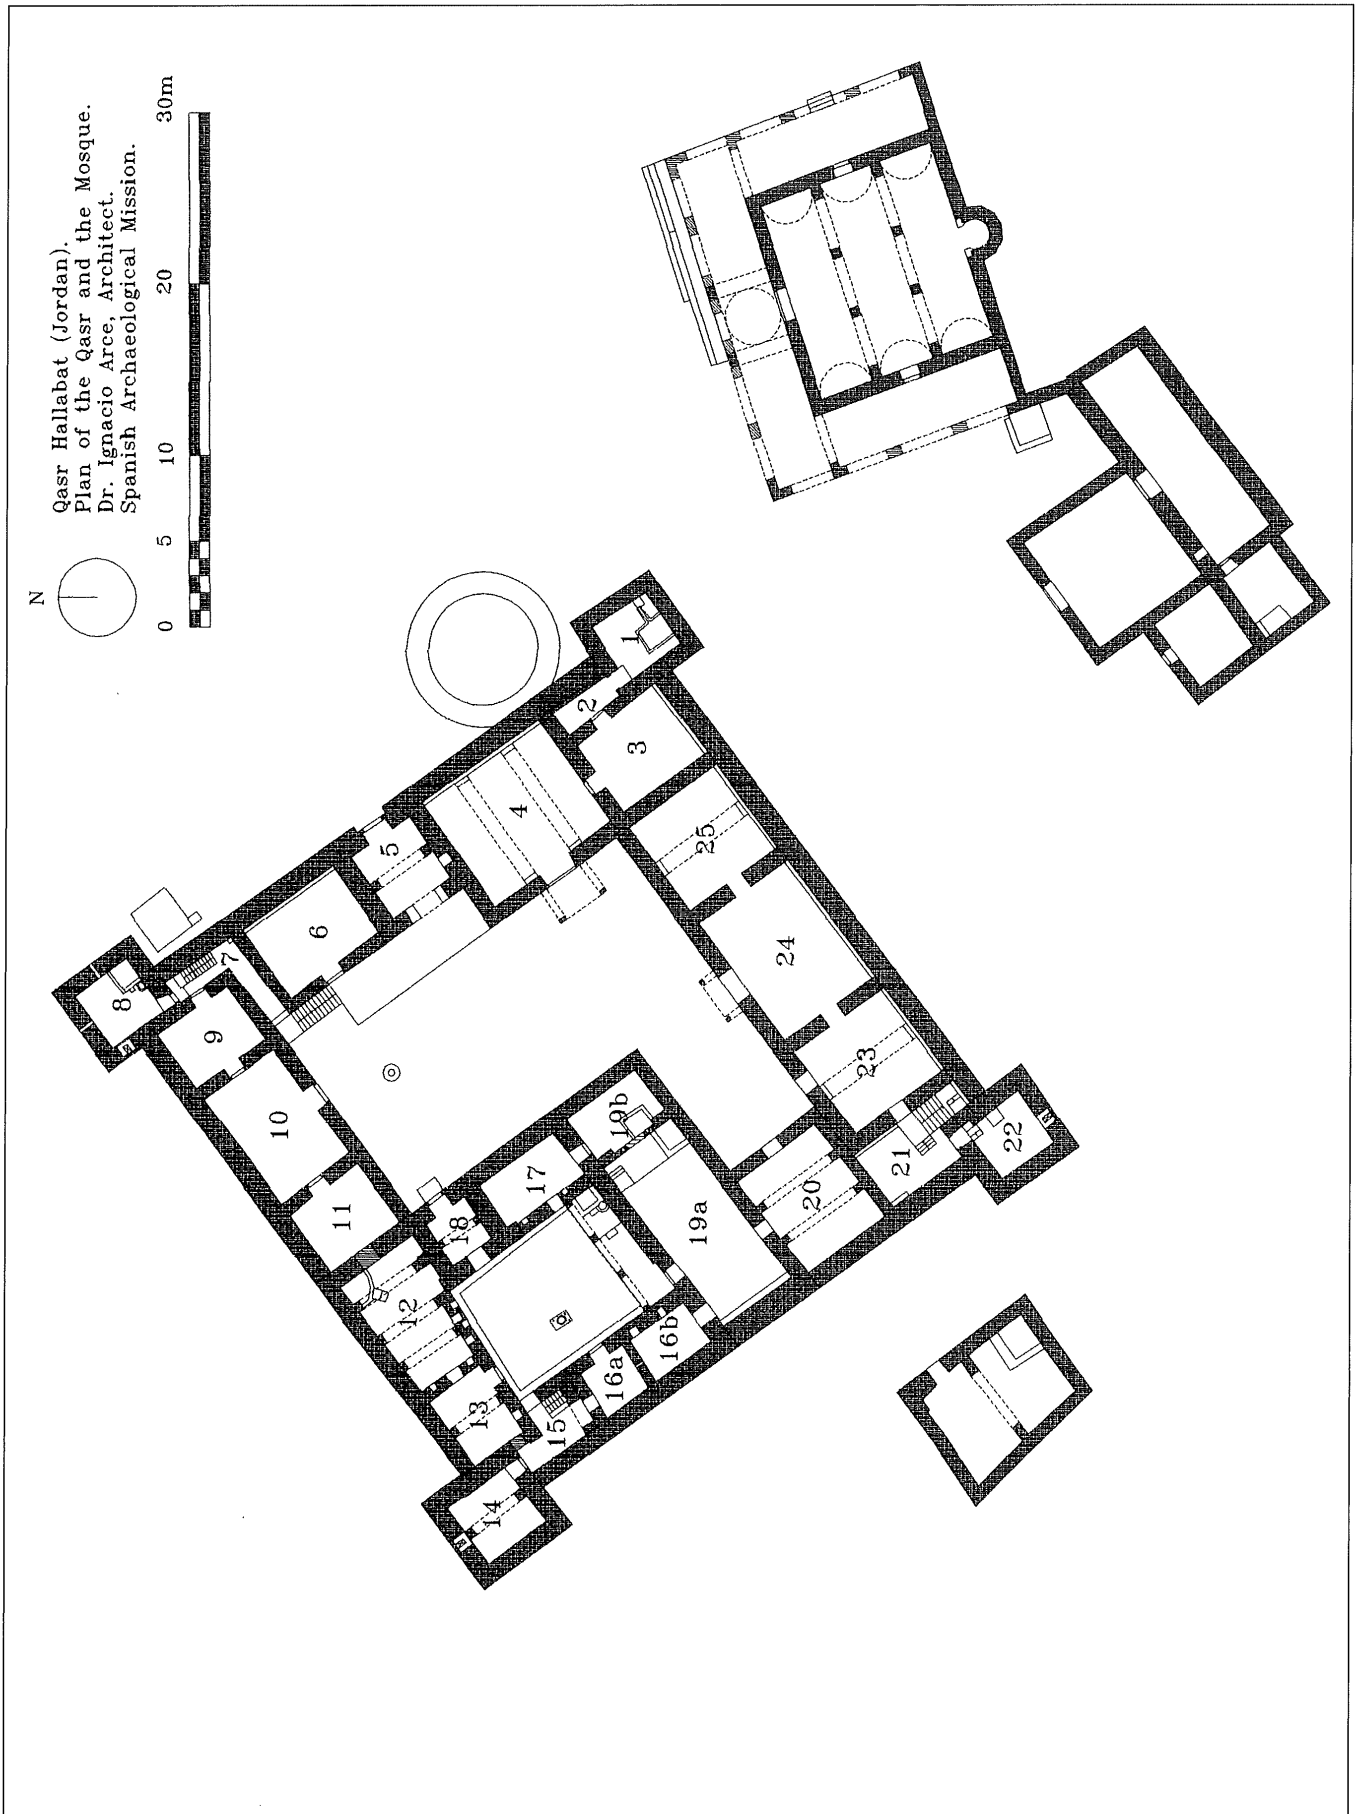 Qasr Hallabat (Jordan).
Plan of the Qasr and the Mosque.
Dr. Ignacio Arce, Architect.
Spanish Archaeological Mission.
N
0 5 10 20 30m
1
2
3
4
5
6
7
8
9
10
11
12
13
14
15
16a
16b
17
18
19a
19b
20
21
22
23
24
25